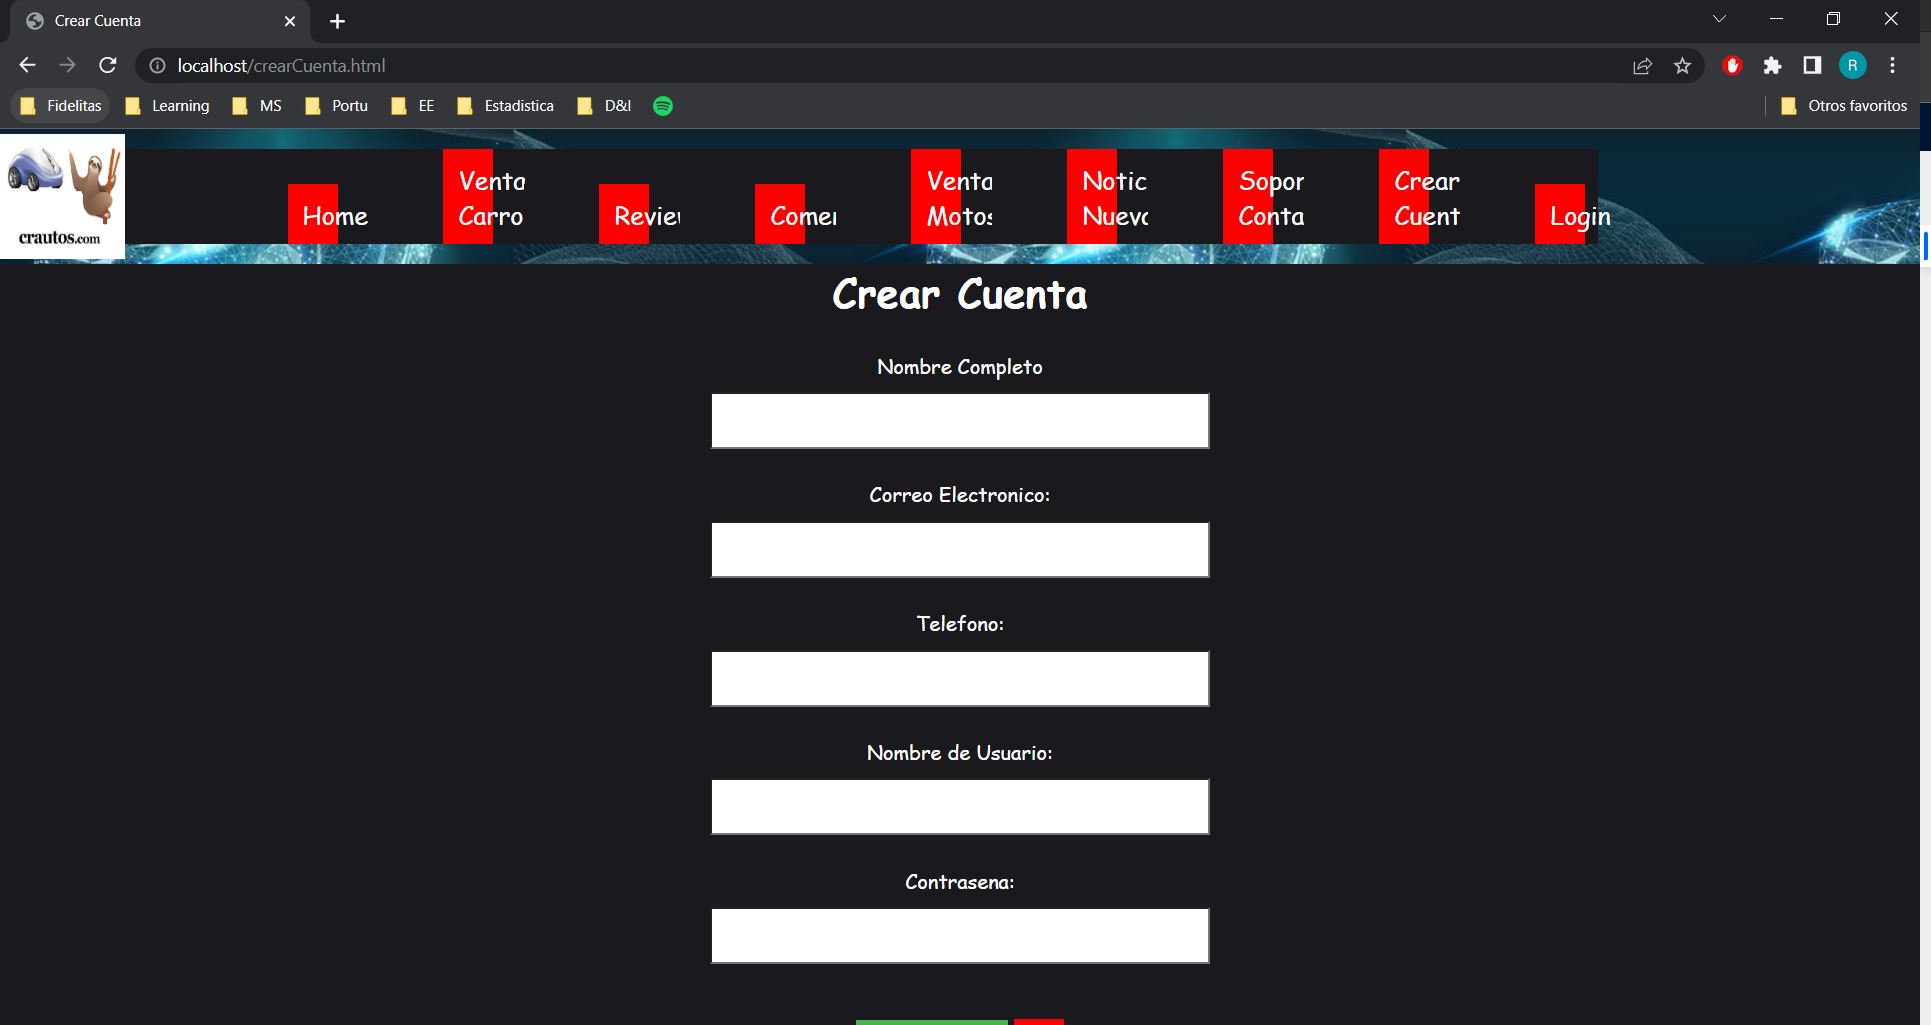 Crear Cuenta
localhost/crearCuenta.html
R
Fidelitas Learning MS Portu EE Estadistica D&I Otros favoritos
crautos.com
Home
Venta
Carro
Review
Comer
Venta
Motos
Notic
Nuevo
Sopor
Conta
Crear
Cuent
Login
Crear Cuenta
Nombre Completo
Correo Electronico:
Telefono:
Nombre de Usuario:
Contrasena: